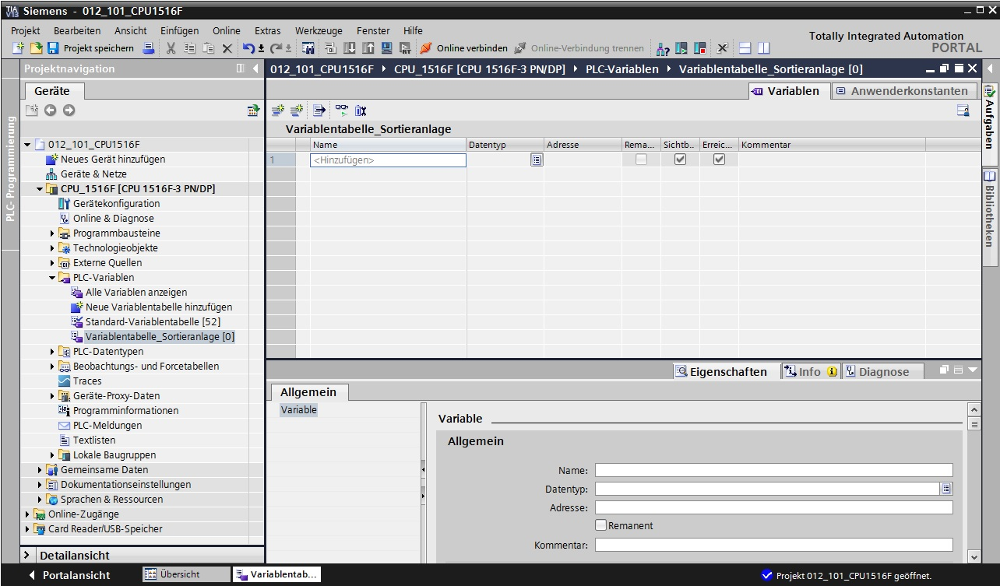 TIA V13 Siemens - 012_101_CPU1516F
Projekt Bearbeiten Ansicht Einfügen Online Extras Werkzeuge Fenster Hilfe
Totally Integrated Automation
PORTAL
Projekt speichern Online verbinden Online-Verbindung trennen
Projektnavigation
012_101_CPU1516F CPU_1516F [CPU 1516F-3 PN/DP] PLC-Variablen Variablentabelle_Sortieranlage [0]
Geräte
Variablen Anwenderkonstanten
PLC-Programmierung
Aufgaben
Bibliotheken
012_101_CPU1516F
Neues Gerät hinzufügen
Geräte & Netze
CPU_1516F [CPU 1516F-3 PN/DP]
Gerätekonfiguration
Online & Diagnose
Programmbausteine
Technologieobjekte
Externe Quellen
PLC-Variablen
Alle Variablen anzeigen
Neue Variablentabelle hinzufügen
Standard-Variablentabelle [52]
Variablentabelle_Sortieranlage [0]
PLC-Datentypen
Beobachtungs- und Forcetabellen
Traces
Geräte-Proxy-Daten
Programminformationen
PLC-Meldungen
Textlisten
Lokale Baugruppen
Gemeinsame Daten
Dokumentationseinstellungen
Sprachen & Ressourcen
Online-Zugänge
Card Reader/USB-Speicher
Detailansicht
Variablentabelle_Sortieranlage
Name Datentyp Adresse Rema... Sichtb.. Erreic... Kommentar
1 <Hinzufügen>
Eigenschaften Info Diagnose
Allgemein
Variable
Variable
Allgemein
Name:
Datentyp:
Adresse:
Remanent
Kommentar:
Portalansicht Übersicht Variablentab...
Projekt 012_101_CPU1516F geöffnet.